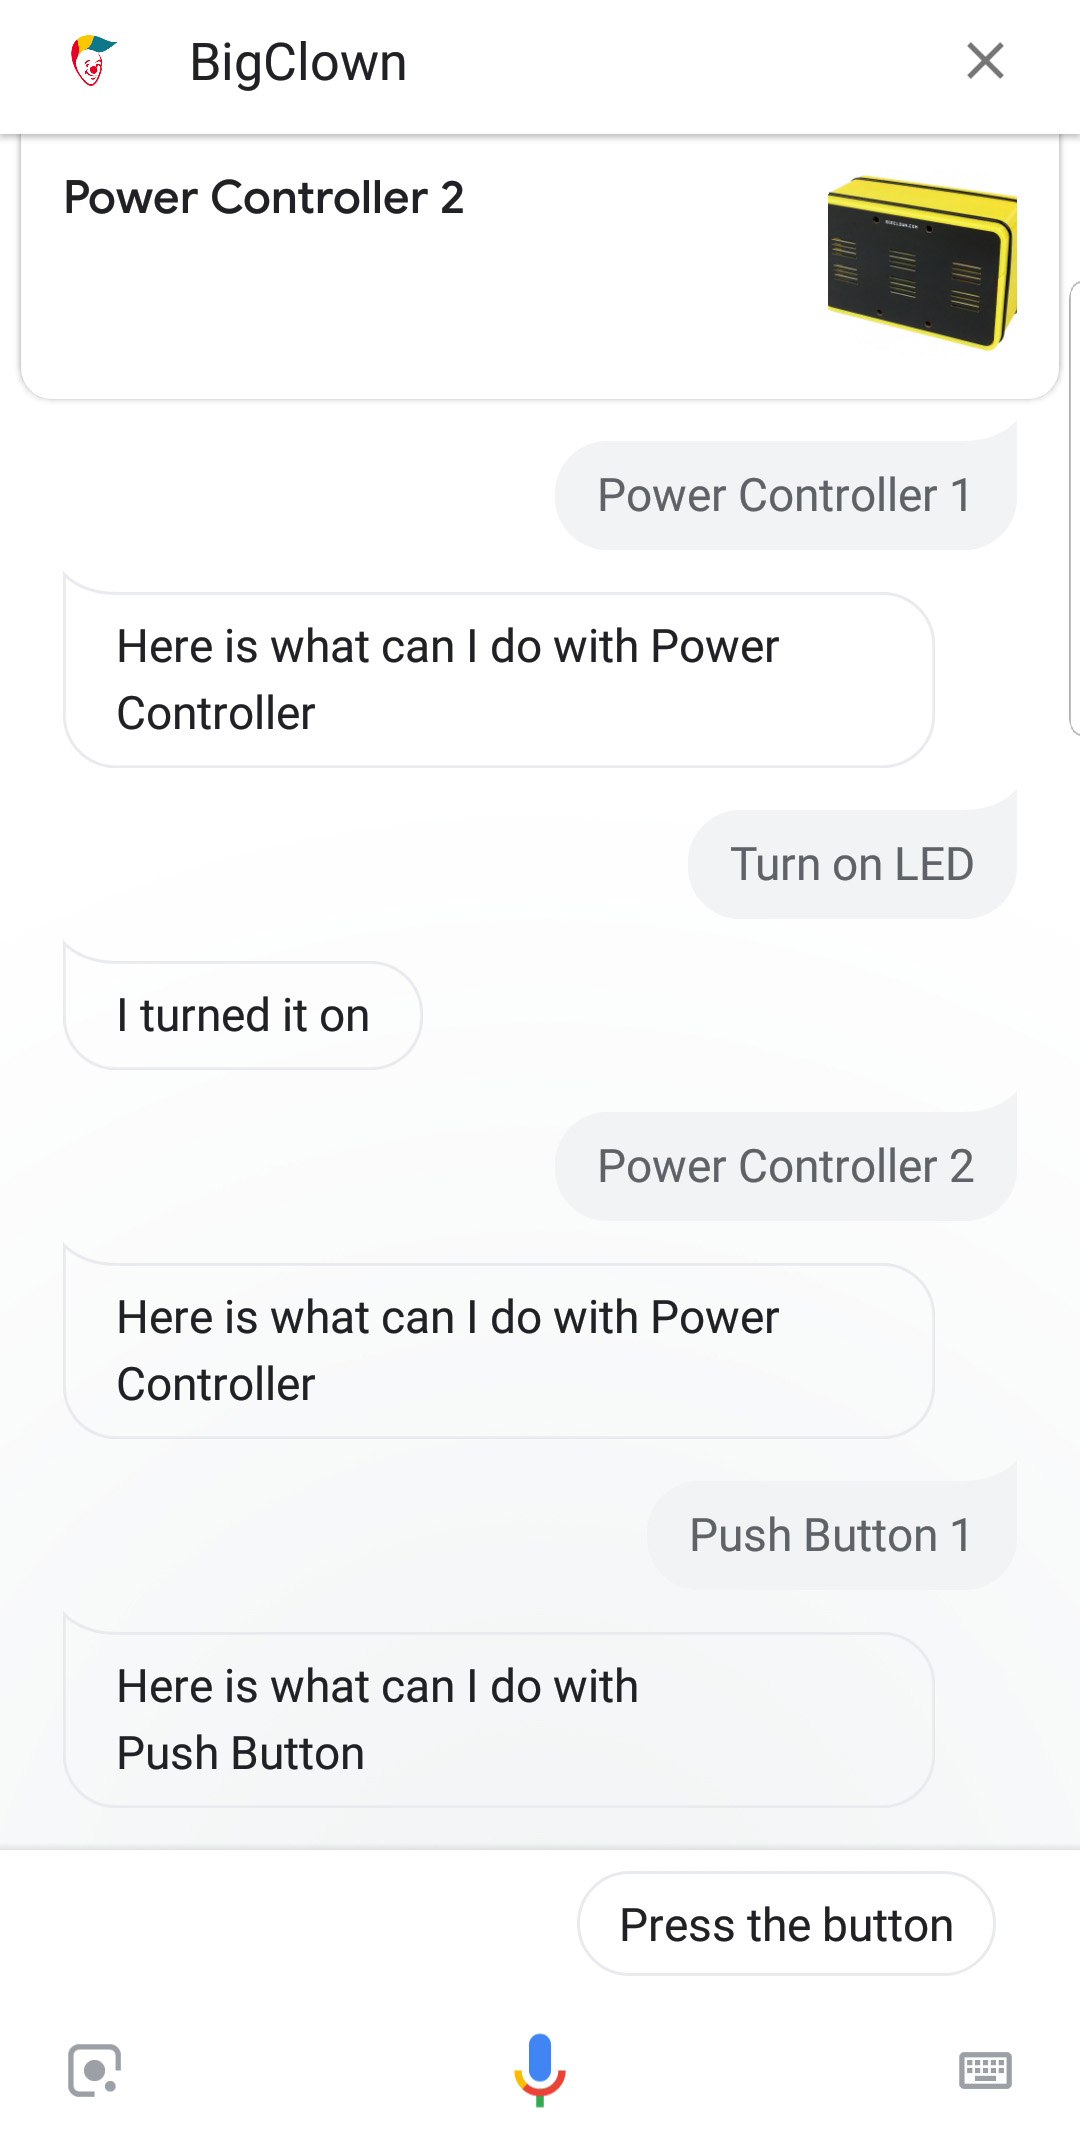 BigClown
Power Controller 2
BIGCLOWN.COM
Power Controller 1
Here is what can I do with Power
Controller
Turn on LED
I turned it on
Power Controller 2
Here is what can I do with Power
Controller
Push Button 1
Here is what can I do with
Push Button
Press the button